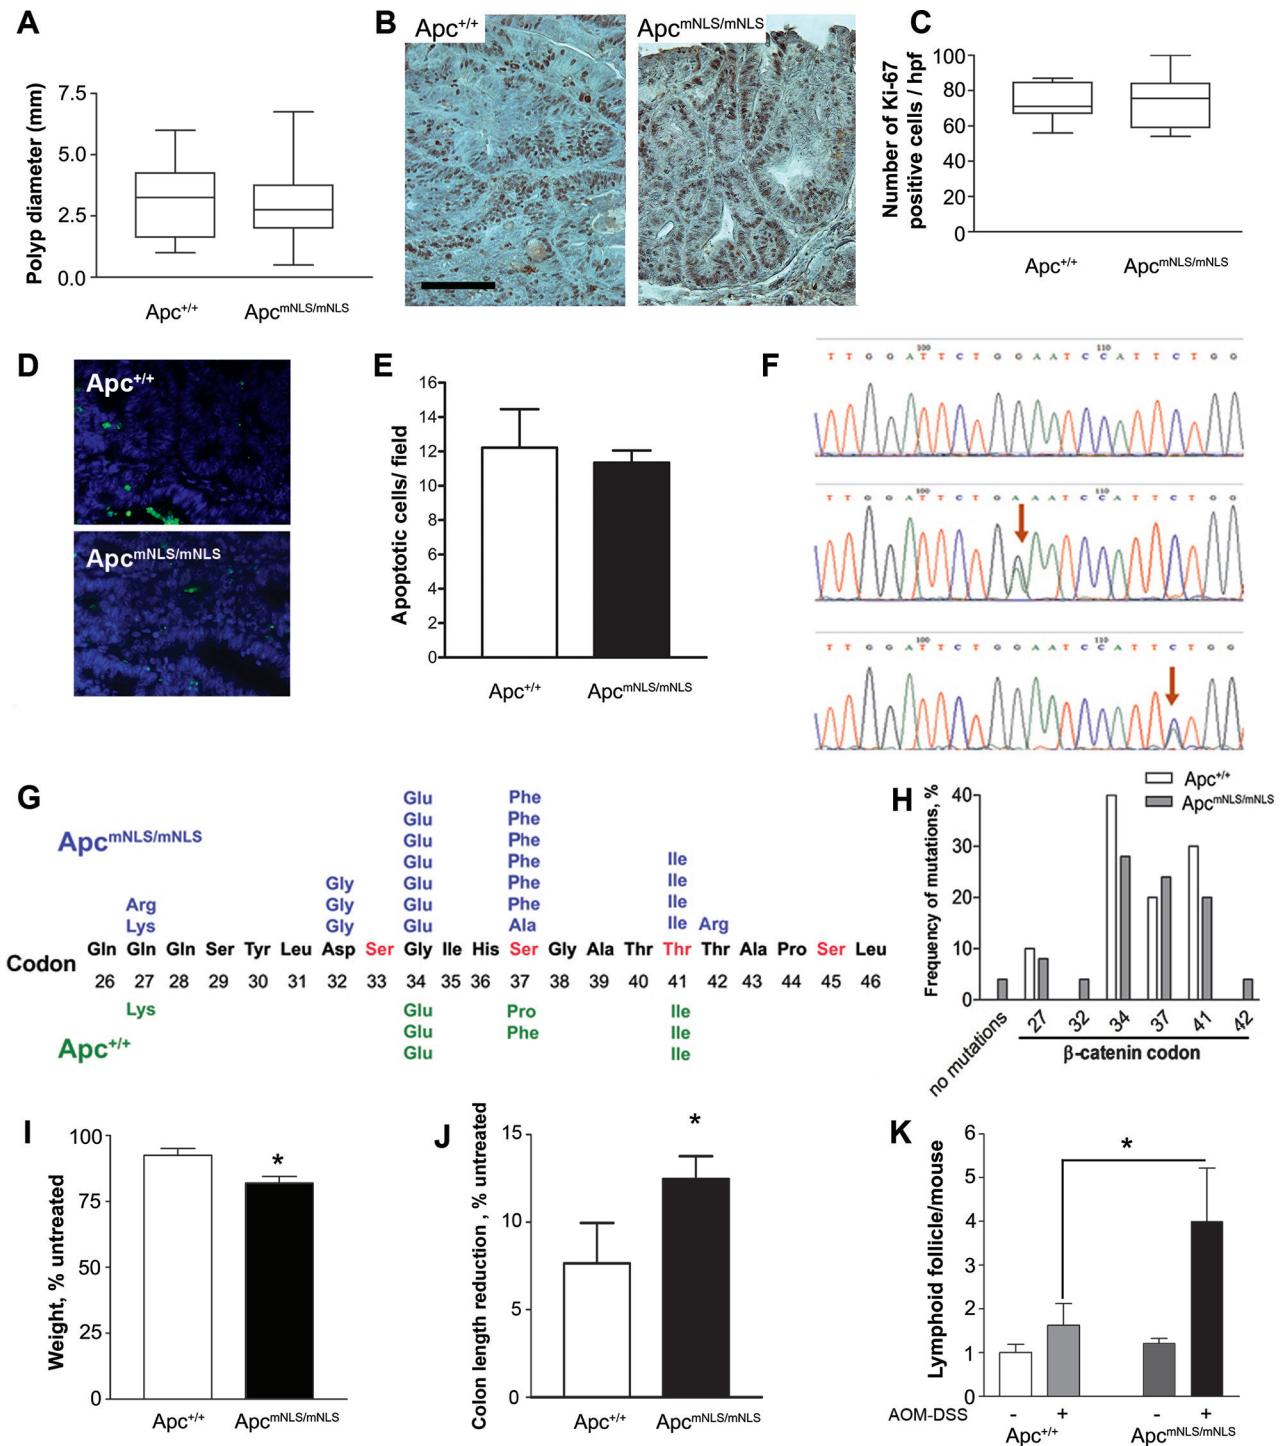 A
Polyp diameter (mm)
7.5
5.0
2.5
0.0
Apc+/+
ApcmNLS/mNLS
B
Apc+/+
ApcmNLS/mNLS
C
Number of Ki-67
positive cells / hpf
100
80
60
40
20
0
Apc+/+
ApcmNLS/mNLS
D
Apc+/+
ApcmNLS/mNLS
E
Apoptotic cells/ field
16
14
12
10
8
6
4
2
0
Apc+/+
ApcmNLS/mNLS
F
100 110
T T G G A T T C T G G A A T C C A T T C T G G
100 110
T T G G A T T C T G A A A T C C A T T C T G G
100 110
T T G G A T T C T G G A A T C C A T T C T G G
G
ApcmNLS/mNLS
Glu Phe
Glu Phe
Glu Phe
Glu Phe Ile
Gly Glu Phe Ile
Arg Gly Glu Phe Ile
Lys Gly Glu Ala Ile Arg
Gln Gln Gln Ser Tyr Leu Asp Ser Gly Ile His Ser Gly Ala Thr Thr Thr Ala Pro Ser Leu
Codon 26 27 28 29 30 31 32 33 34 35 36 37 38 39 40 41 42 43 44 45 46
Lys Glu Pro Ile
Glu Phe Ile
Glu Ile
Apc+/+
H
Apc+/+
ApcmNLS/mNLS
Frequency of mutations, %
40
30
20
10
0
no mutations 27 32 34 37 41 42
β-catenin codon
I
Weight, % untreated
100
75
50
25
0
*
Apc+/+
ApcmNLS/mNLS
J
Colon length reduction , % untreated
15
10
5
0
*
Apc+/+
ApcmNLS/mNLS
K
Lymphoid follicle/mouse
6
5
4
3
2
1
0
*
AOM-DSS - + - +
Apc+/+ ApcmNLS/mNLS